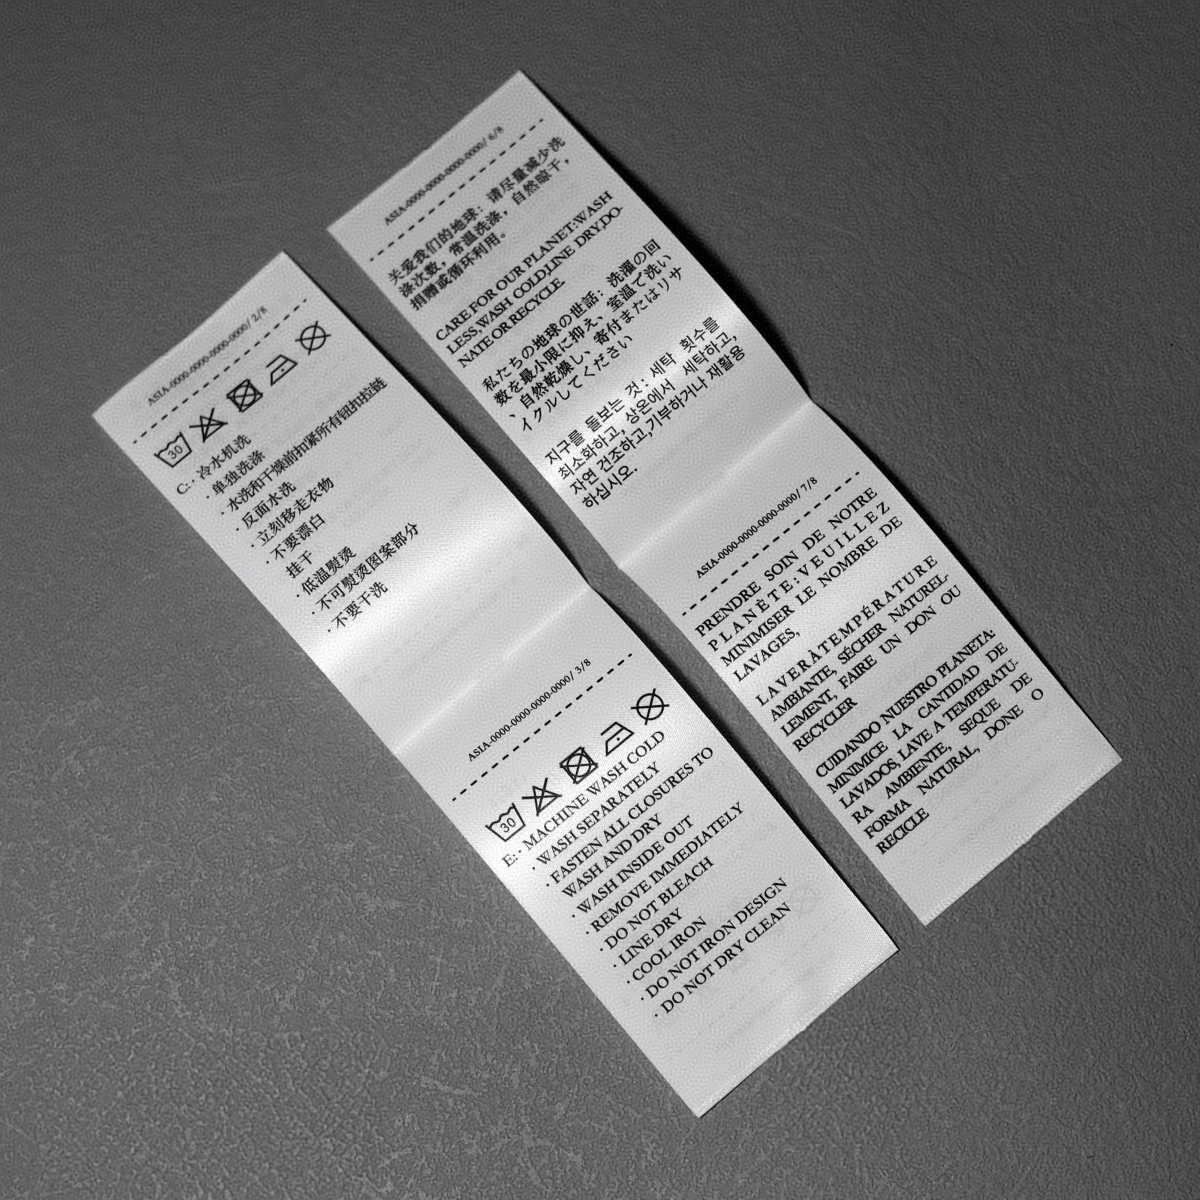 ASIA-0000-0000-0000-0000/ 2/8
30
C:· 冷水机洗
· 单独洗涤
· 水洗和干燥前扣紧所有钮扣拉链
· 反面水洗
· 立刻移走衣物
· 不要漂白
挂干
· 低温熨烫
· 不可熨烫图案部分
· 不要干洗
ASIA-0000-0000-0000-0000/ 3/8
30
E:· MACHINE WASH COLD
· WASH SEPARATELY
· FASTEN ALL CLOSURES TO
WASH AND DRY
· WASH INSIDE OUT
· REMOVE IMMEDIATELY
· DO NOT BLEACH
· LINE DRY
· COOL IRON
· DO NOT IRON DESIGN
· DO NOT DRY CLEAN
ASIA-0000-0000-0000-0000/ 6/8
关爱我们的地球：请尽量减少洗
涤次数，常温洗涤，自然晾干，
捐赠或循环利用。
CARE FOR OUR PLANET:WASH
LESS,WASH COLD,LINE DRY,DO-
NATE OR RECYCLE.
私たちの地球の世話：洗濯の回
数を最小限に抑え、室温で洗い
、自然乾燥し、寄付またはリサ
イクルしてください
지구를 돌보는 것: 세탁 횟수를
최소화하고, 상온에서 세탁하고,
자연 건조하고,기부하거나 재활용
하십시오.
ASIA-0000-0000-0000-0000/ 7/8
PRENDRE SOIN DE NOTRE
PLANÈTE:VEUILLEZ
MINIMISER LE NOMBRE DE
LAVAGES,
LAVER À TEMPÉRATURE
AMBIANTE, SÉCHER NATUREL-
LEMENT, FAIRE UN DON OU
RECYCLER
CUIDANDO NUESTRO PLANETA:
MINIMICE LA CANTIDAD DE
LAVADOS, LAVE A TEMPERATU-
RA AMBIENTE, SEQUE DE
FORMA NATURAL, DONE O
RECICLE